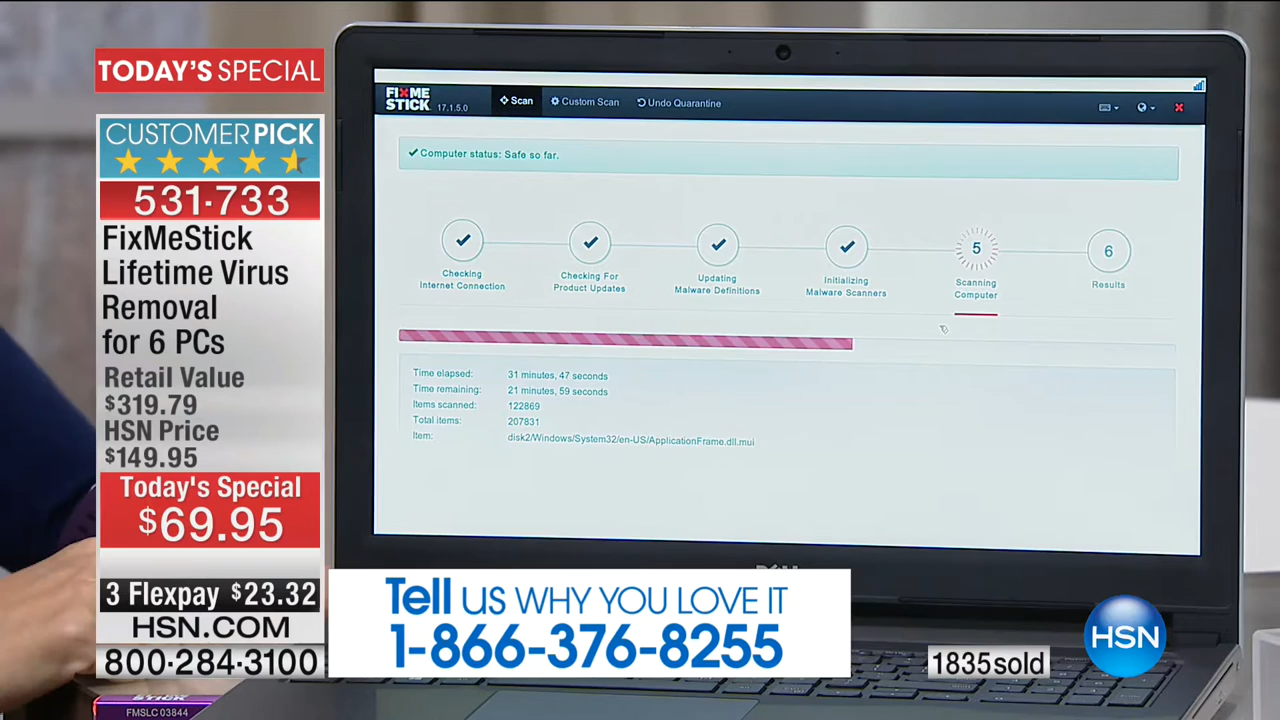 TODAY'S SPECIAL
CUSTOMER PICK
531-733
FixMeStick
Lifetime Virus
Removal
for 6 PCs
Retail Value
$319.79
HSN Price
$149.95
Today's Special
$69.95
3 Flexpay $23.32
HSN.COM
800-284-3100
STICK
FMSLC 03844
FIXME
STICK 17.1.5.0
Scan
Custom Scan
Undo Quarantine
Computer status: Safe so far.
Checking
Internet Connection
Checking For
Product Updates
Updating
Malware Definitions
Initializing
Malware Scanners
5
Scanning
Computer
6
Results
Time elapsed: 31 minutes, 47 seconds
Time remaining: 21 minutes, 59 seconds
Items scanned: 122869
Total items: 207831
Item: disk2/Windows/System32/en-US/ApplicationFrame.dll.mui
Tell us WHY YOU LOVE IT
1-866-376-8255
1835 sold
HSN